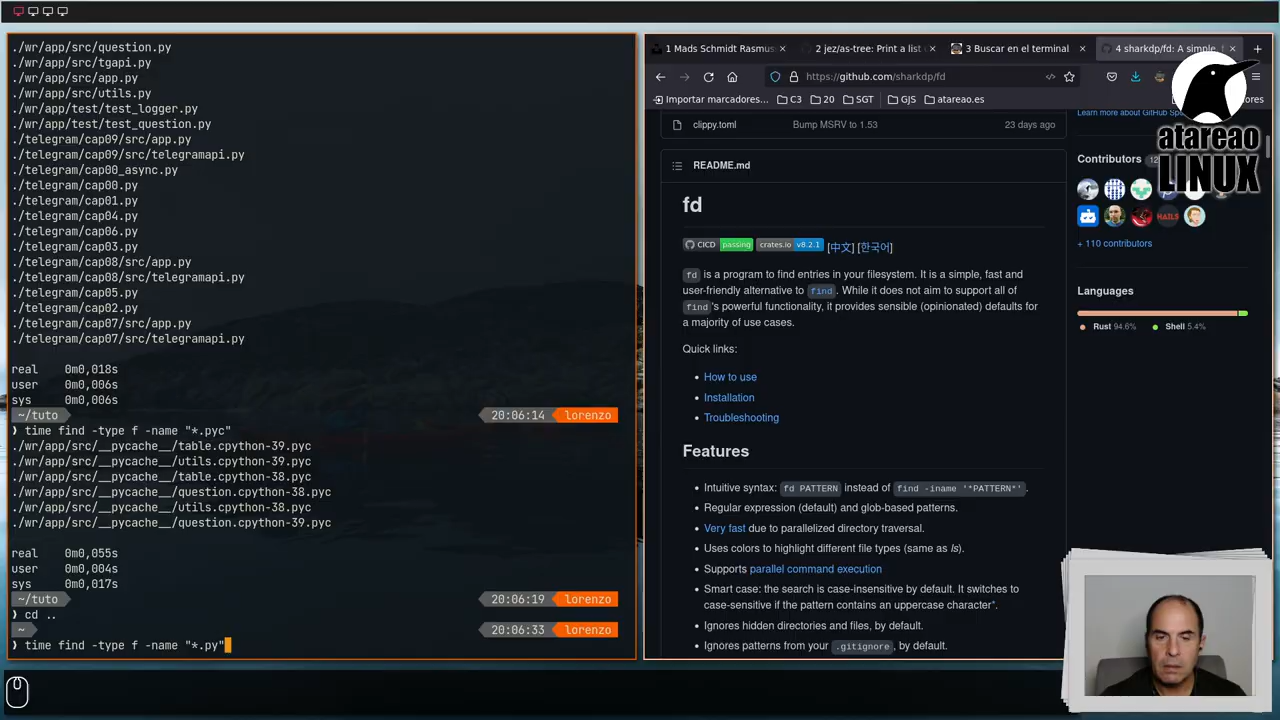 ./wr/app/src/question.py
./wr/app/src/tgapi.py
./wr/app/src/app.py
./wr/app/src/utils.py
./wr/app/test/test_logger.py
./wr/app/test/test_question.py
./telegram/cap09/src/app.py
./telegram/cap09/src/telegramapi.py
./telegram/cap00_async.py
./telegram/cap00.py
./telegram/cap01.py
./telegram/cap04.py
./telegram/cap06.py
./telegram/cap03.py
./telegram/cap08/src/app.py
./telegram/cap08/src/telegramapi.py
./telegram/cap05.py
./telegram/cap02.py
./telegram/cap07/src/app.py
./telegram/cap07/src/telegramapi.py
real 0m0,018s
user 0m0,006s
sys 0m0,006s
~/tuto 20:06:14 lorenzo
❯ time find -type f -name "*.pyc"
./wr/app/src/__pycache__/table.cpython-39.pyc
./wr/app/src/__pycache__/utils.cpython-39.pyc
./wr/app/src/__pycache__/table.cpython-38.pyc
./wr/app/src/__pycache__/question.cpython-38.pyc
./wr/app/src/__pycache__/utils.cpython-38.pyc
./wr/app/src/__pycache__/question.cpython-39.pyc
real 0m0,055s
user 0m0,004s
sys 0m0,017s
~/tuto 20:06:19 lorenzo
❯ cd ..
~ 20:06:33 lorenzo
❯ time find -type f -name "*.py"
1 Mads Schmidt Rasmus 2 jez/as-tree: Print a list 3 Buscar en el terminal 4 sharkdp/fd: A simple, f
https://github.com/sharkdp/fd
Importar marcadores... C3 20 SGT GJS atareao.es
clippy.toml Bump MSRV to 1.53 23 days ago
README.md
fd
CICD passing crates.io v8.2.1 [中文] [한국어]
fd is a program to find entries in your filesystem. It is a simple, fast and
user-friendly alternative to find. While it does not aim to support all of
find's powerful functionality, it provides sensible (opinionated) defaults for
a majority of use cases.
Quick links:
• How to use
• Installation
• Troubleshooting
Features
• Intuitive syntax: fd PATTERN instead of find -iname '*PATTERN*'.
• Regular expression (default) and glob-based patterns.
• Very fast due to parallelized directory traversal.
• Uses colors to highlight different file types (same as ls).
• Supports parallel command execution
• Smart case: the search is case-insensitive by default. It switches to
case-sensitive if the pattern contains an uppercase character*.
• Ignores hidden directories and files, by default.
• Ignores patterns from your .gitignore, by default.
Learn more about GitHub
Contributors
HAILS
+ 110 contributors
Languages
Rust 94.6% Shell 5.4%
atareao
LINUX